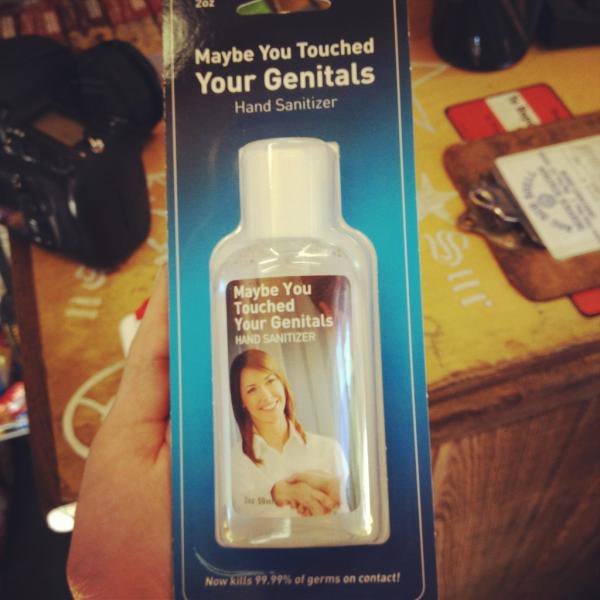 2oz
Maybe You Touched
Your Genitals
Hand Sanitizer
Maybe You
Touched
Your Genitals
HAND SANITIZER
2oz
Now kills 99.99% of germs on contact!